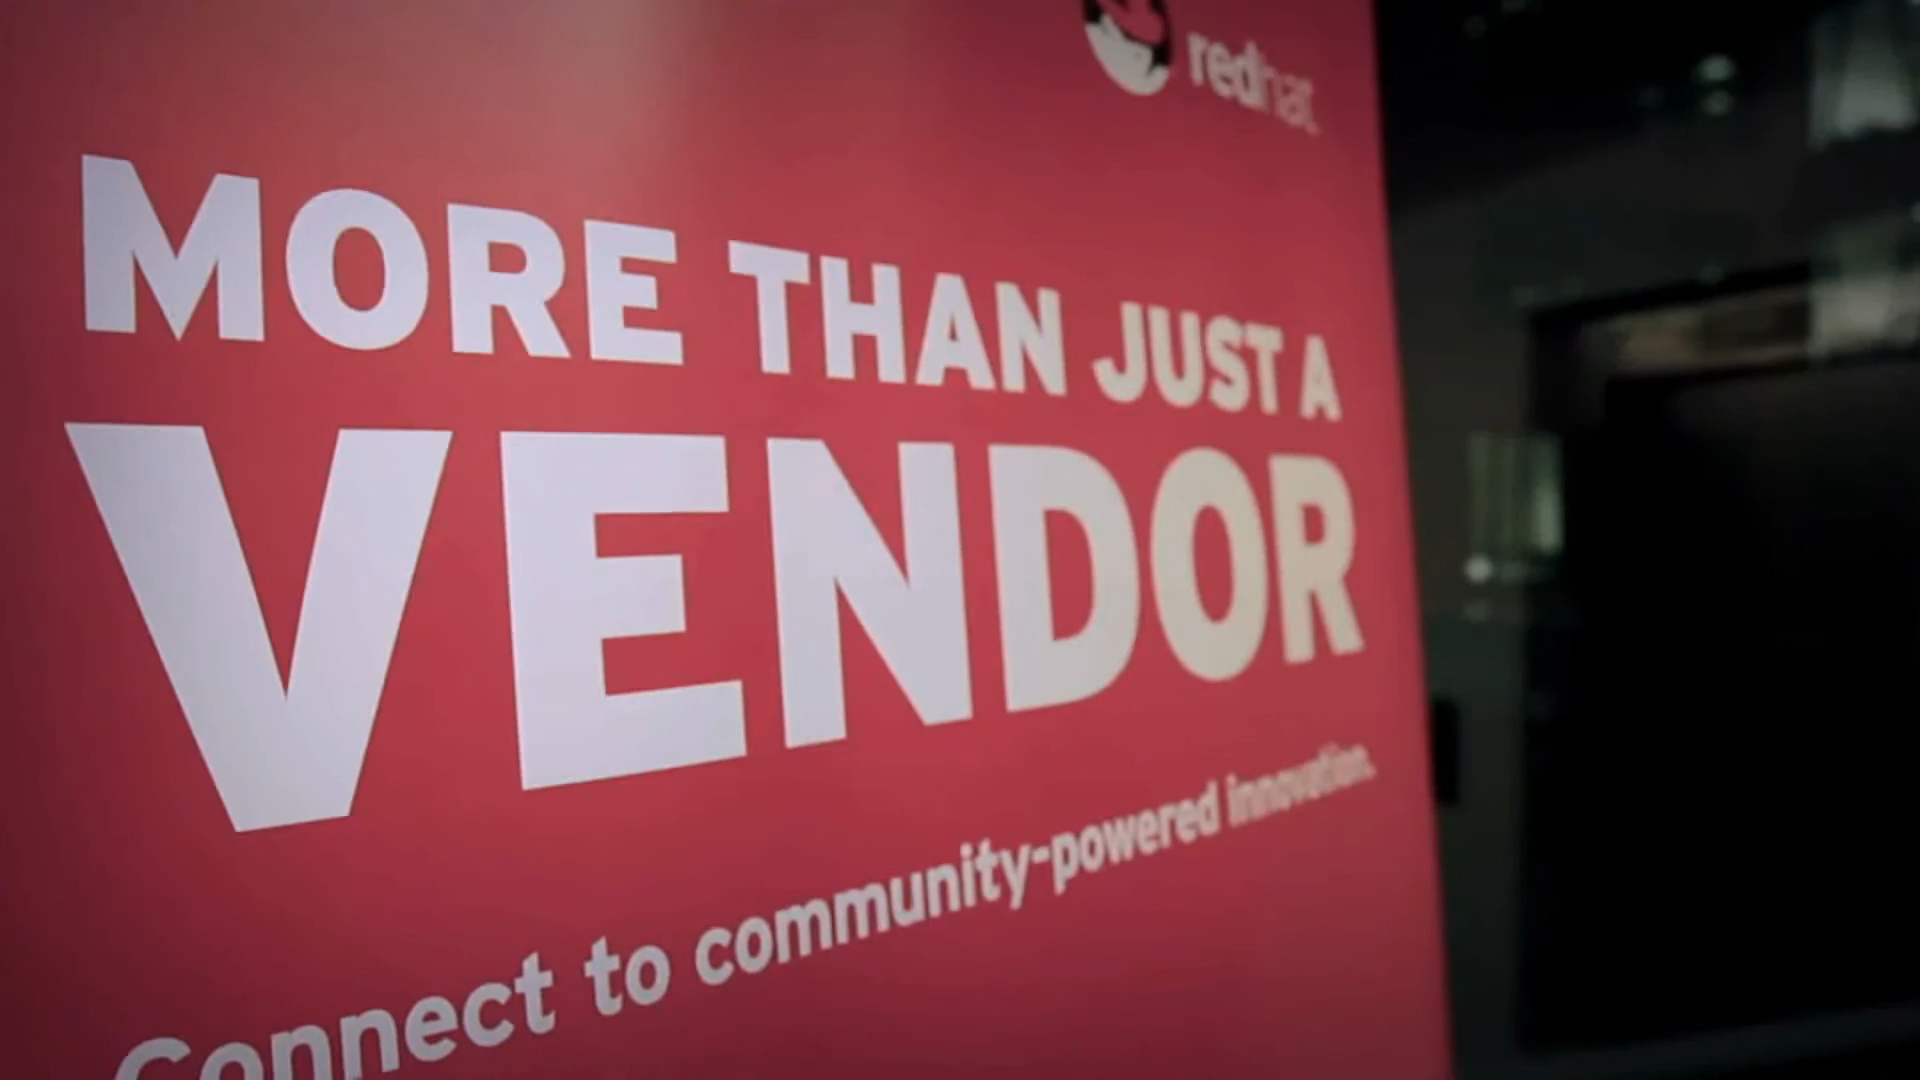 redhat
MORE THAN JUST A
VENDOR
Connect to community-powered innovation.